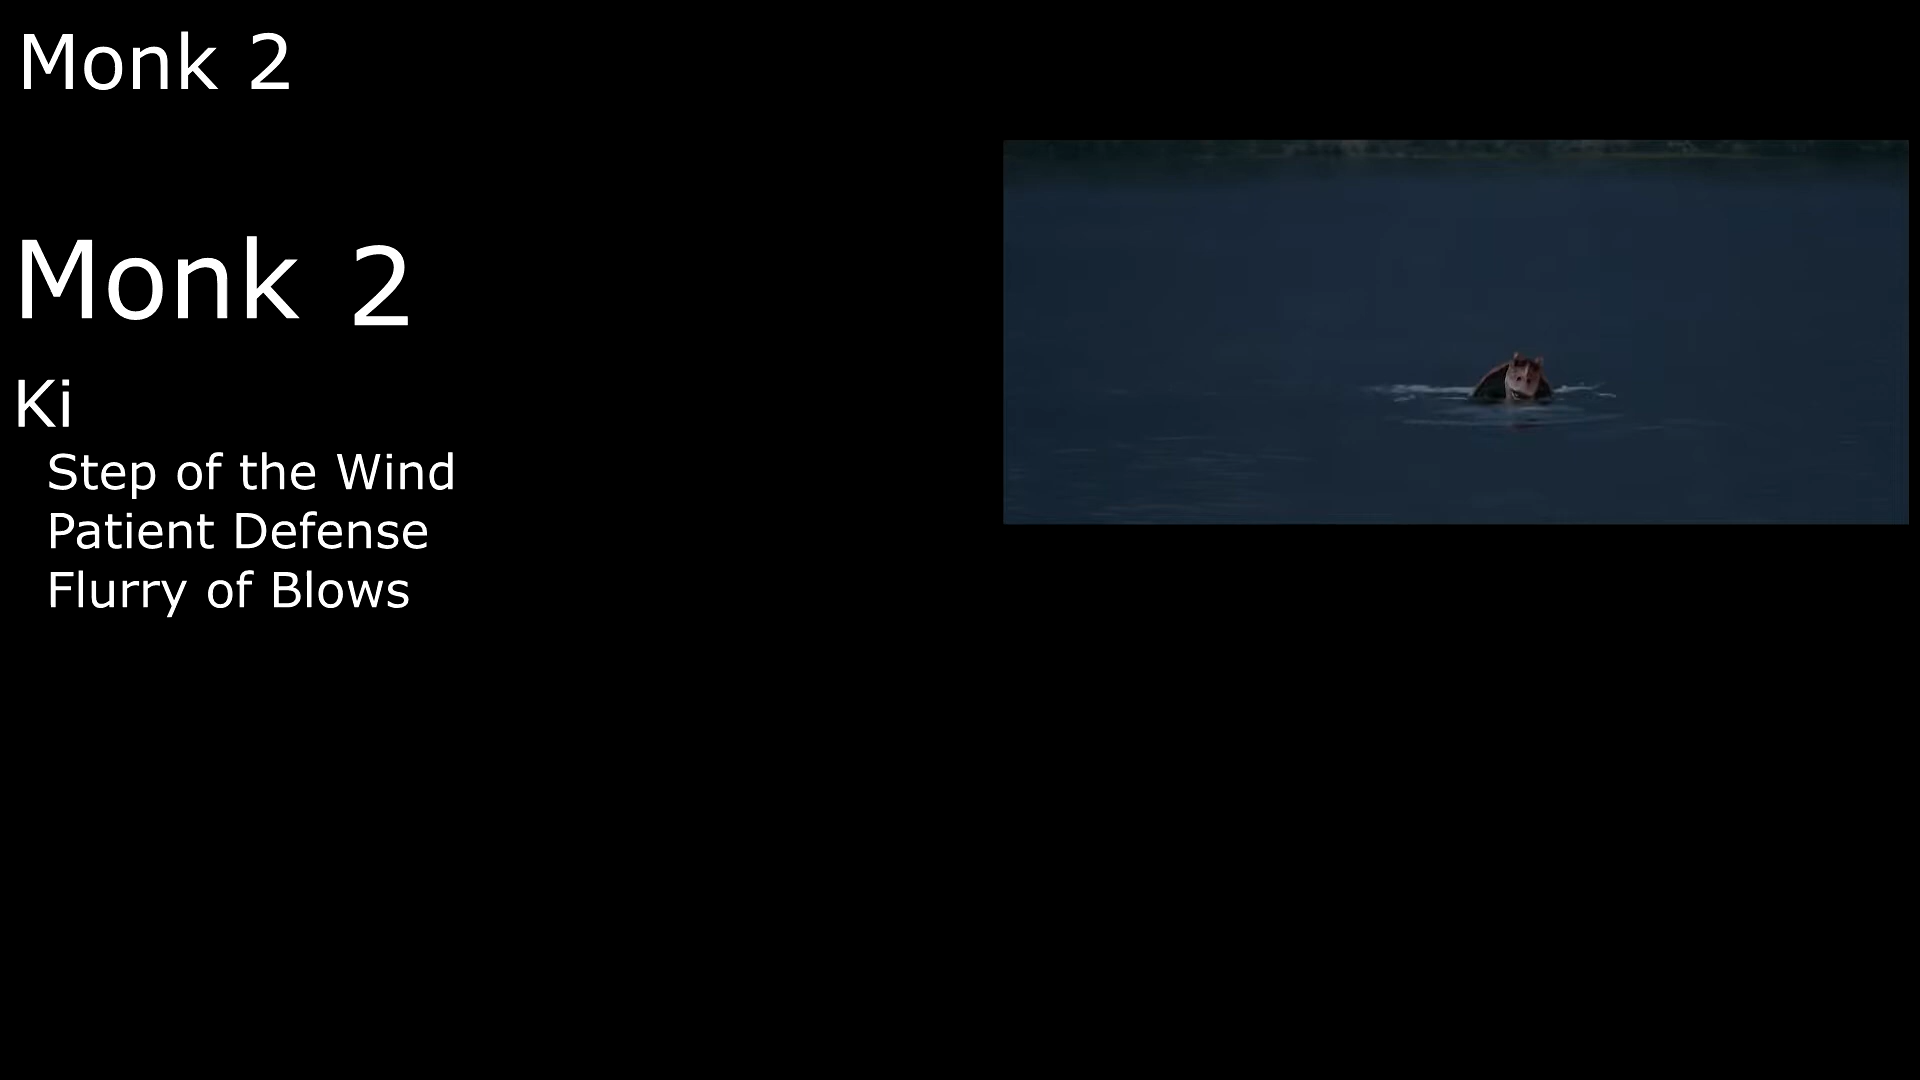 Monk 2
Monk 2
Ki
Step of the Wind
Patient Defense
Flurry of Blows